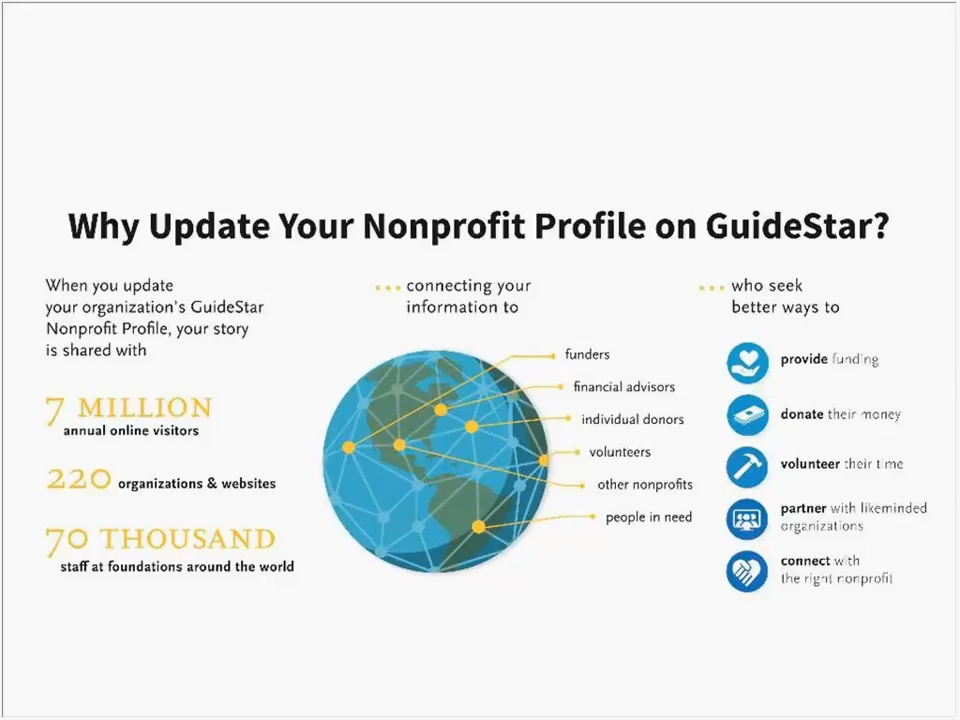 Why Update Your Nonprofit Profile on GuideStar?
When you update
your organization's GuideStar
Nonprofit Profile, your story
is shared with
7 MILLION
annual online visitors
220 organizations & websites
70 THOUSAND
staff at foundations around the world
... connecting your
information to
funders
financial advisors
individual donors
volunteers
other nonprofits
people in need
... who seek
better ways to
provide funding
donate their money
volunteer their time
partner with likeminded
organizations
connect with
the right nonprofit